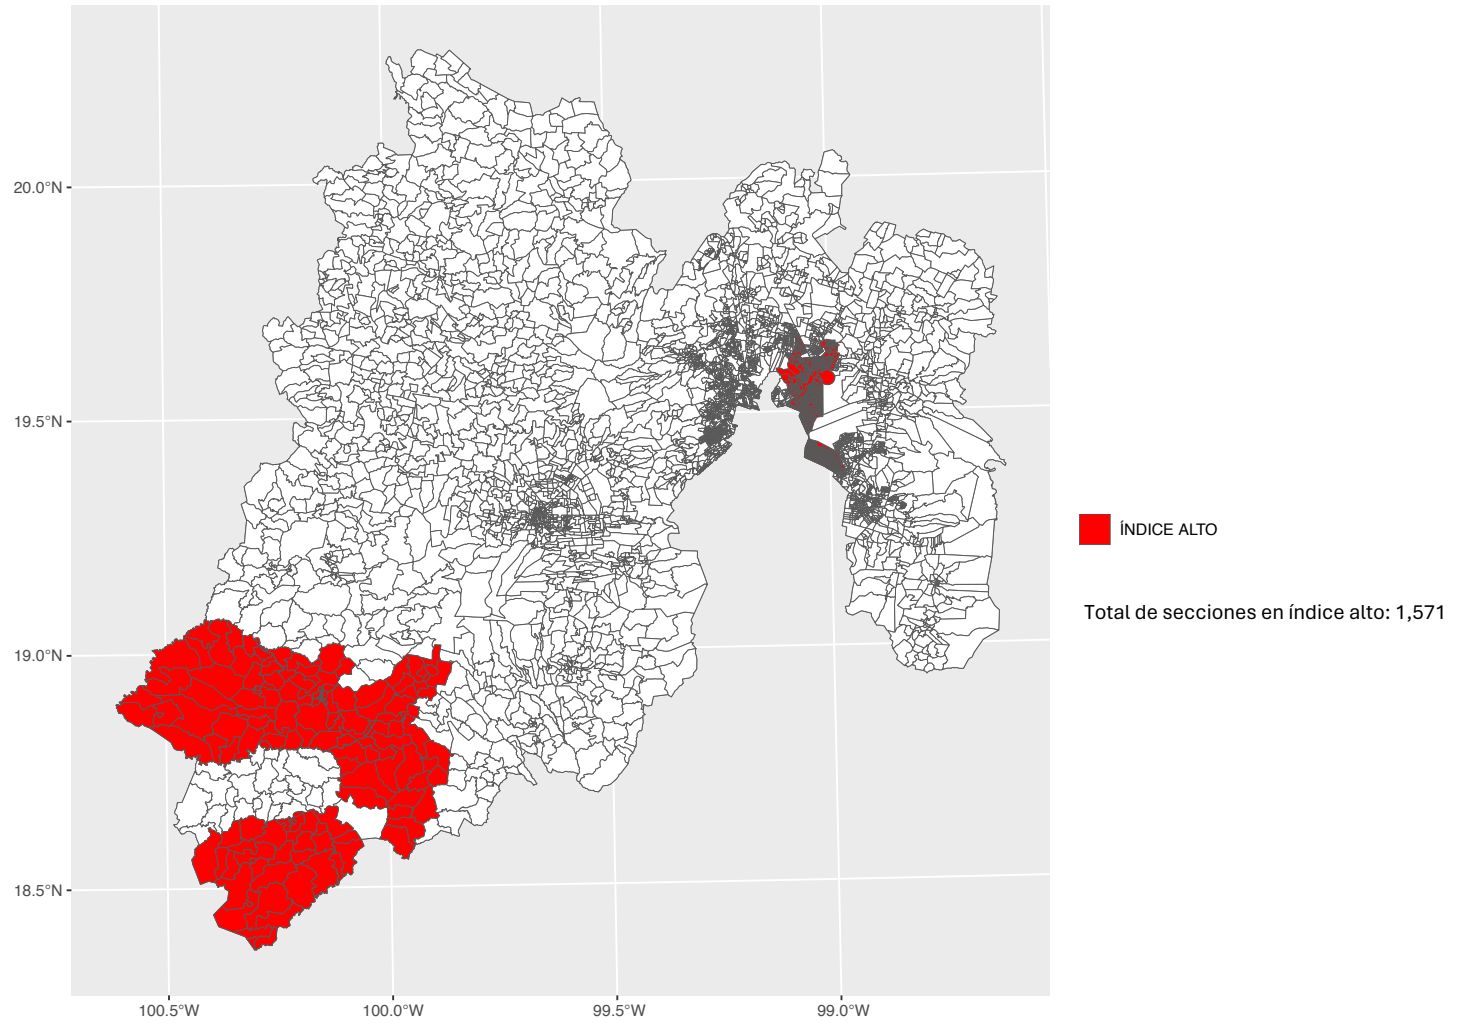 20.0°N
19.5°N
19.0°N
18.5°N
100.5°W
100.0°W
99.5°W
99.0°W
ÍNDICE ALTO
Total de secciones en índice alto: 1,571